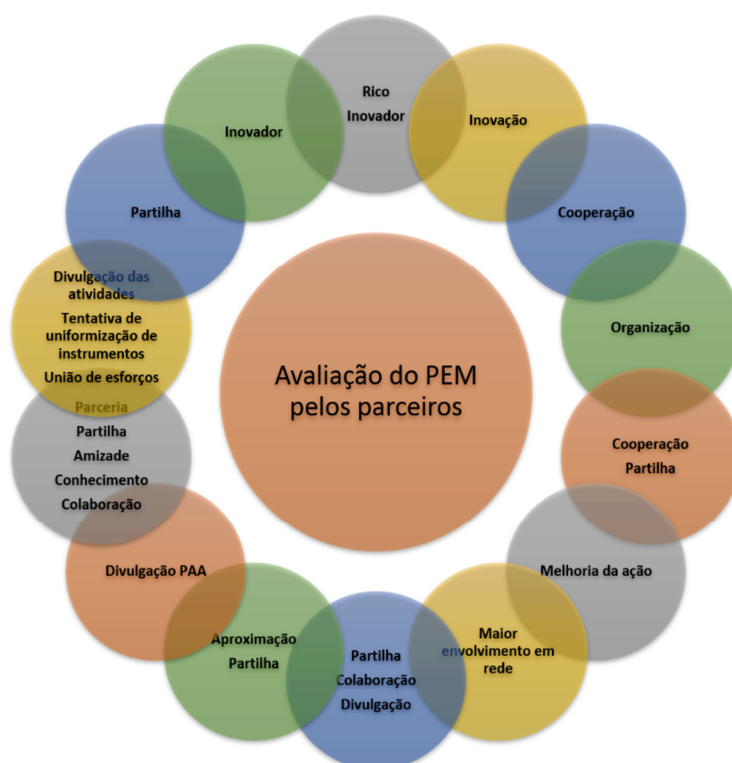 Rico
Inovador
Inovação
Cooperação
Organização
Cooperação
Partilha
Melhoria da ação
Maior
envolvimento em
rede
Partilha
Colaboração
Divulgação
Aproximação
Partilha
Divulgação PAA
Parceria
Partilha
Amizade
Conhecimento
Colaboração
Divulgação das
atividades
Tentativa de
uniformização de
instrumentos
União de esforços
Partilha
Inovador
Avaliação do PEM
pelos parceiros